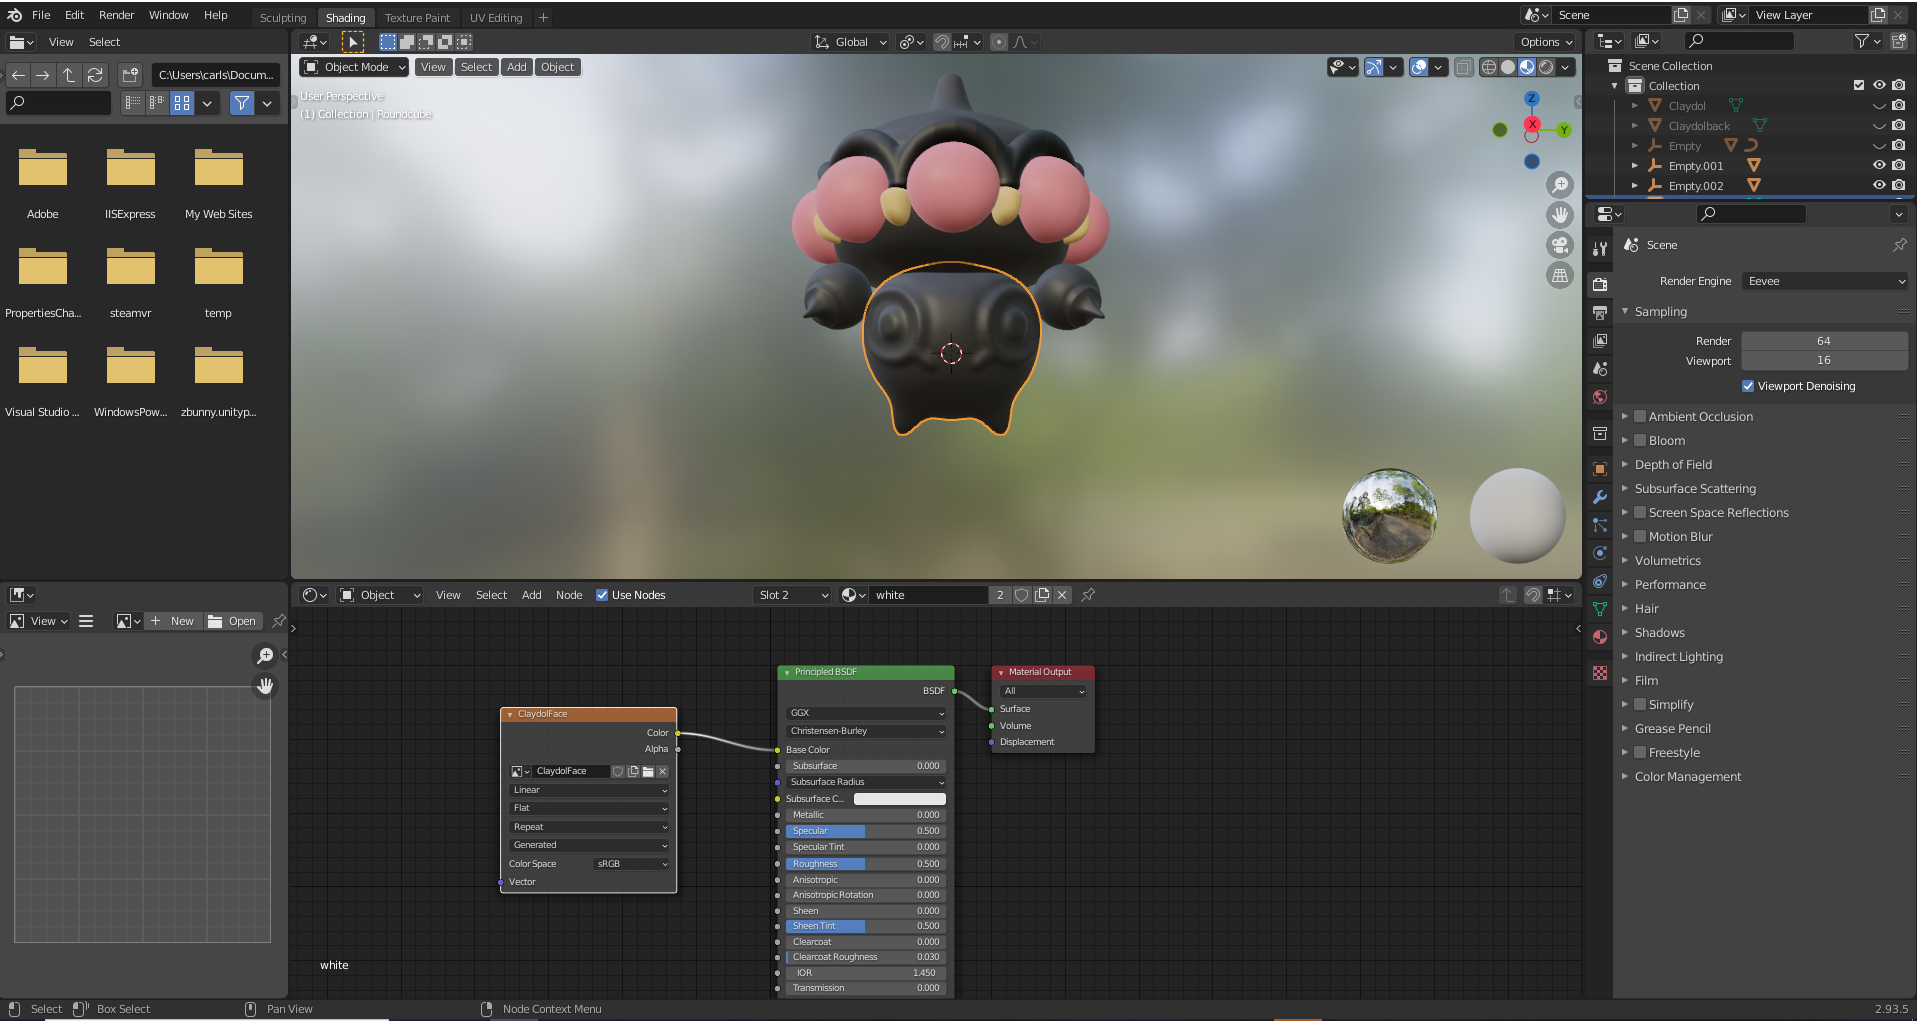 File Edit Render Window Help Sculpting Shading Texture Paint UV Editing + Scene View Layer
View Select Global Options
C:\Users\carls\Docum...
Adobe IISExpress My Web Sites
PropertiesCha... steamvr temp
Visual Studio ... WindowsPow... zbunny.unityp...
Object Mode View Select Add Object
User Perspective
(1) Collection | Roundcube
Z
X
Y
Scene Collection
Collection
Claydol
Claydolback
Empty
Empty.001
Empty.002
Scene
Render Engine Eevee
Sampling
Render 64
Viewport 16
Viewport Denoising
Ambient Occlusion
Bloom
Depth of Field
Subsurface Scattering
Screen Space Reflections
Motion Blur
Volumetrics
Performance
Hair
Shadows
Indirect Lighting
Film
Simplify
Grease Pencil
Freestyle
Color Management
View + New Open
Object View Select Add Node Use Nodes Slot 2 white 2
ClaydolFace
Color
Alpha
ClaydolFace
Linear
Flat
Repeat
Generated
Color Space sRGB
Vector
Principled BSDF
BSDF
GGX
Christensen-Burley
Base Color
Subsurface 0.000
Subsurface Radius
Subsurface C...
Metallic 0.000
Specular 0.500
Specular Tint 0.000
Roughness 0.500
Anisotropic 0.000
Anisotropic Rotation 0.000
Sheen 0.000
Sheen Tint 0.500
Clearcoat 0.000
Clearcoat Roughness 0.030
IOR 1.450
Transmission 0.000
Material Output
All
Surface
Volume
Displacement
white
Select Box Select Pan View Node Context Menu 2.93.5